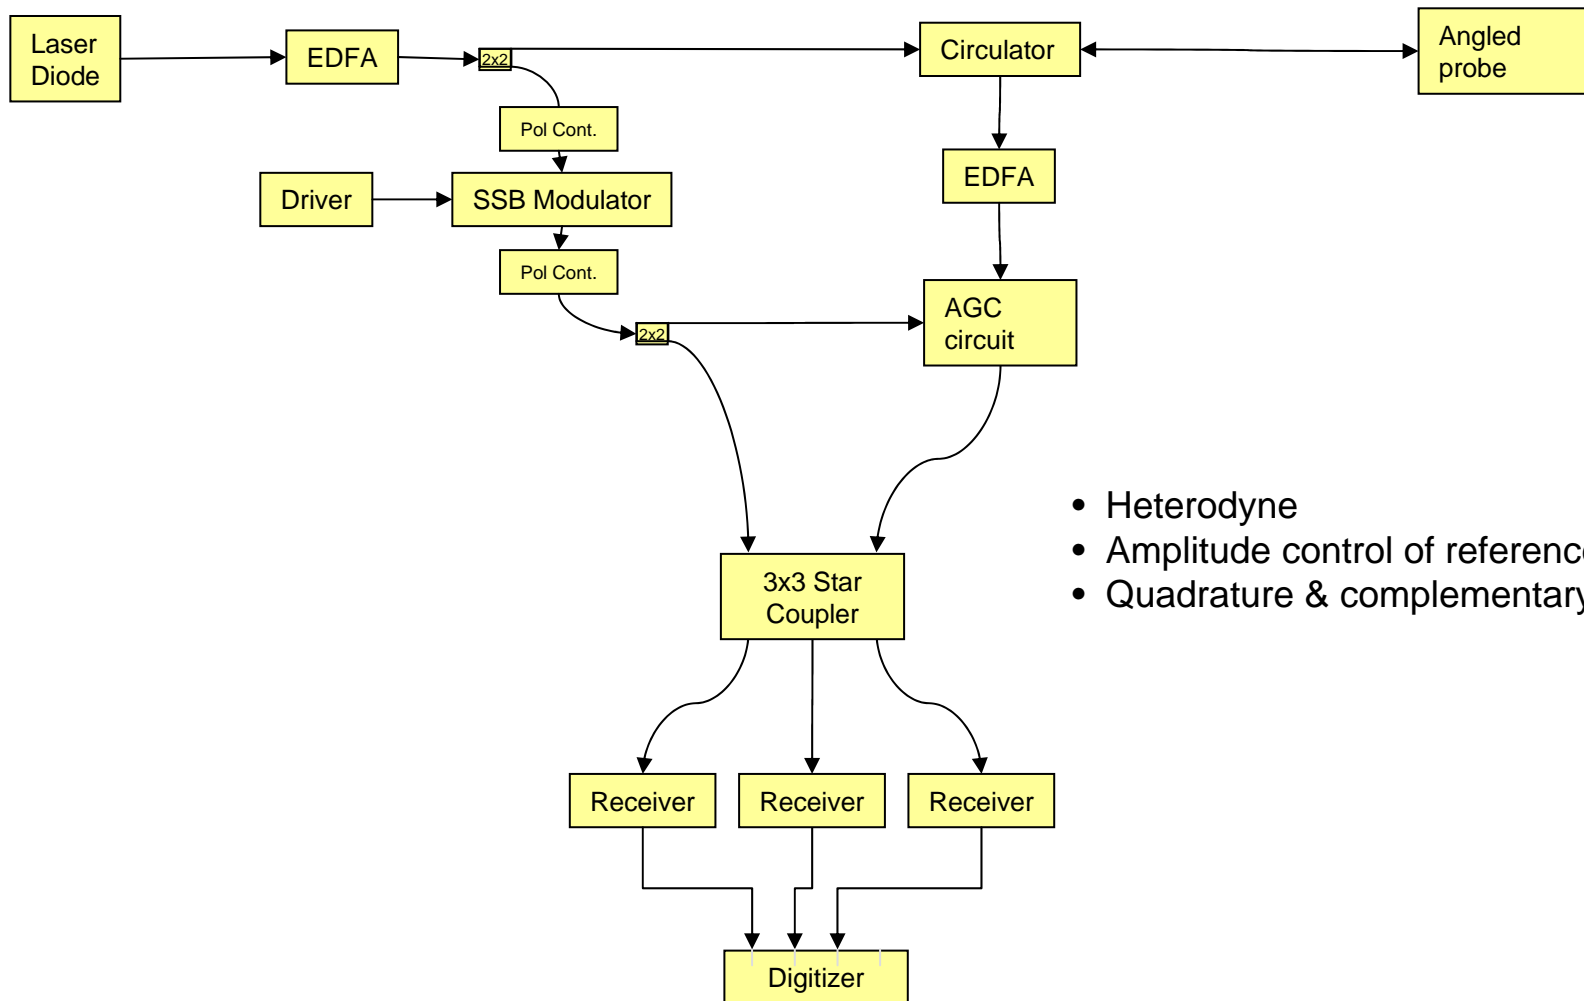 Laser
Diode
EDFA
2x2
Circulator
Angled
probe
Pol Cont.
EDFA
Driver
SSB Modulator
Pol Cont.
AGC
circuit
2x2
• Heterodyne
• Amplitude control of reference
• Quadrature & complementary
3x3 Star
Coupler
Receiver
Receiver
Receiver
Digitizer